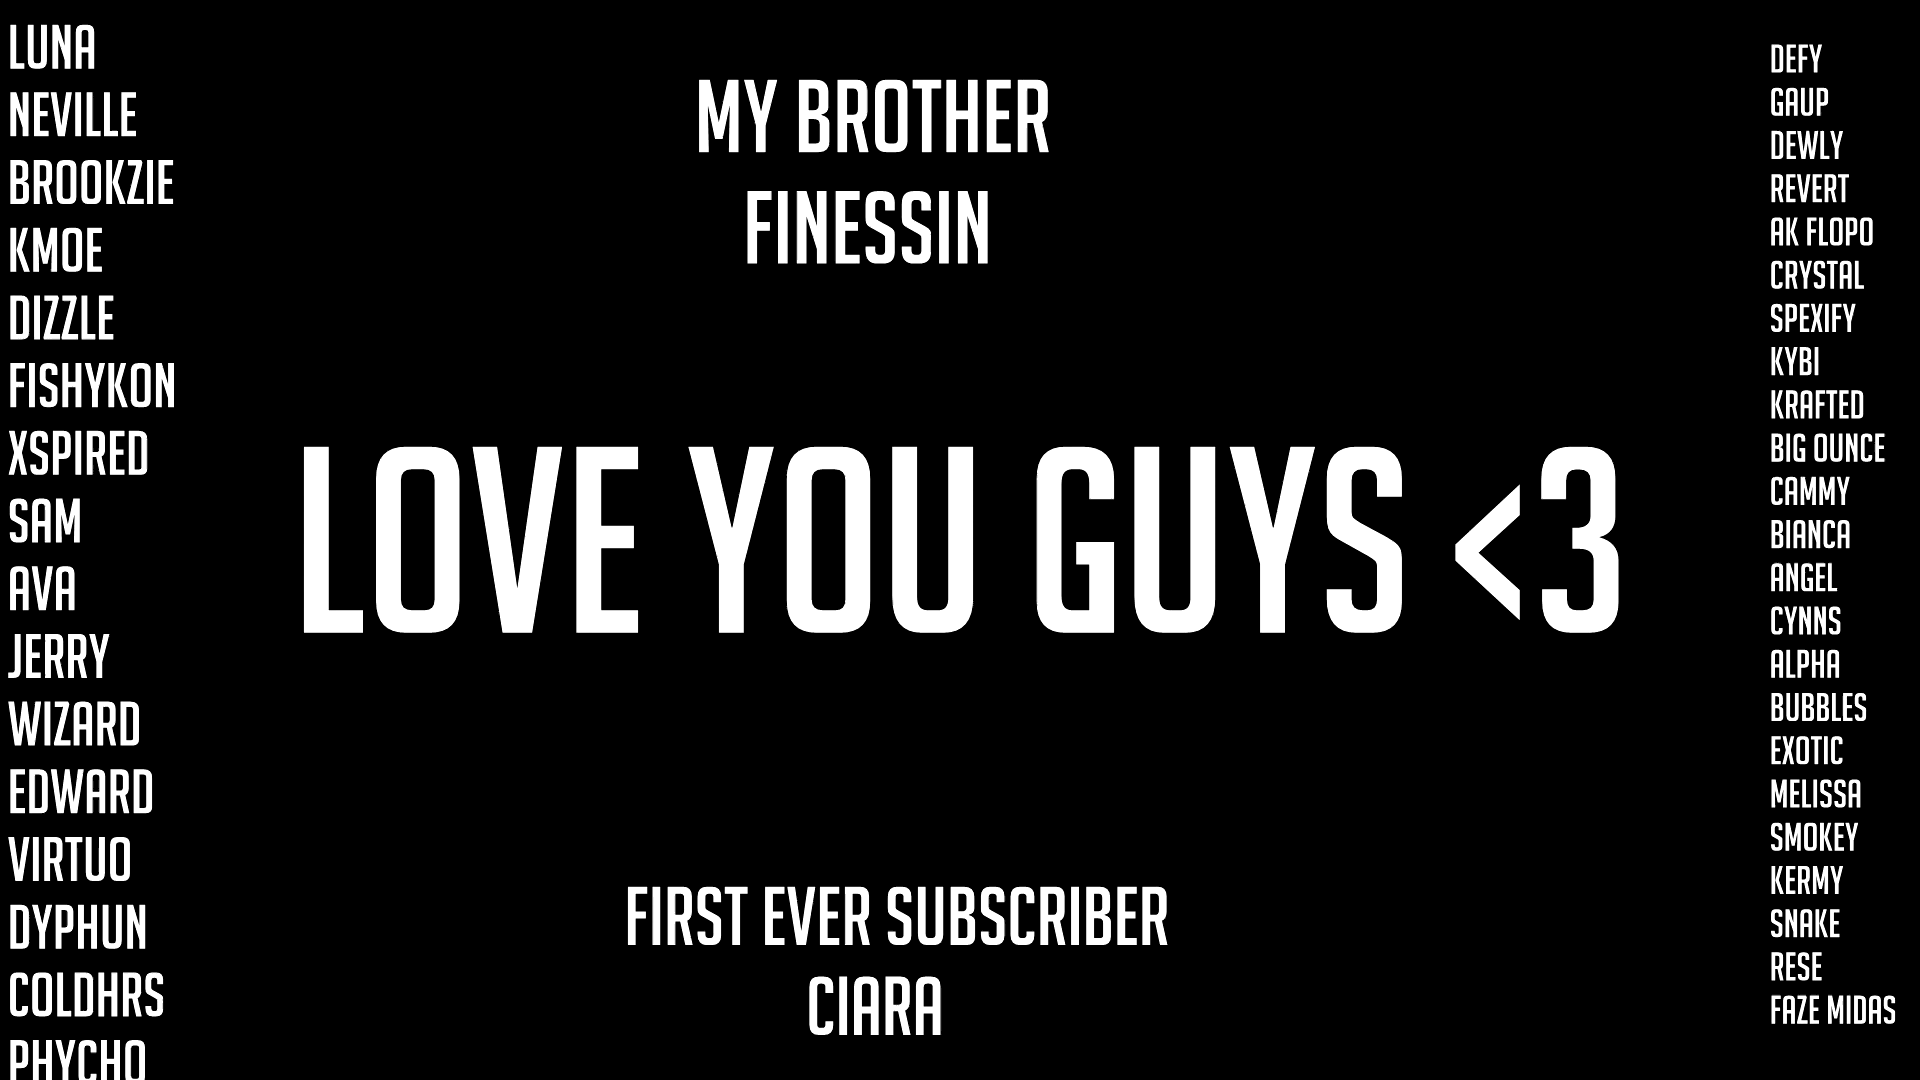 LUNA
NEVILLE
BROOKZIE
KMOE
DIZZLE
FISHYKON
XSPIRED
SAM
AVA
JERRY
WIZARD
EDWARD
VIRTUO
DYPHUN
COLDHRS
PHYCHO
MY BROTHER
FINESSIN
LOVE YOU GUYS <3
FIRST EVER SUBSCRIBER
CIARA
DEFY
GAUP
DEWLY
REVERT
AK FLOPO
CRYSTAL
SPEXIFY
KYBI
KRAFTED
BIG OUNCE
CAMMY
BIANCA
ANGEL
CYNNS
ALPHA
BUBBLES
EXOTIC
MELISSA
SMOKEY
KERMY
SNAKE
RESE
FAZE MIDAS